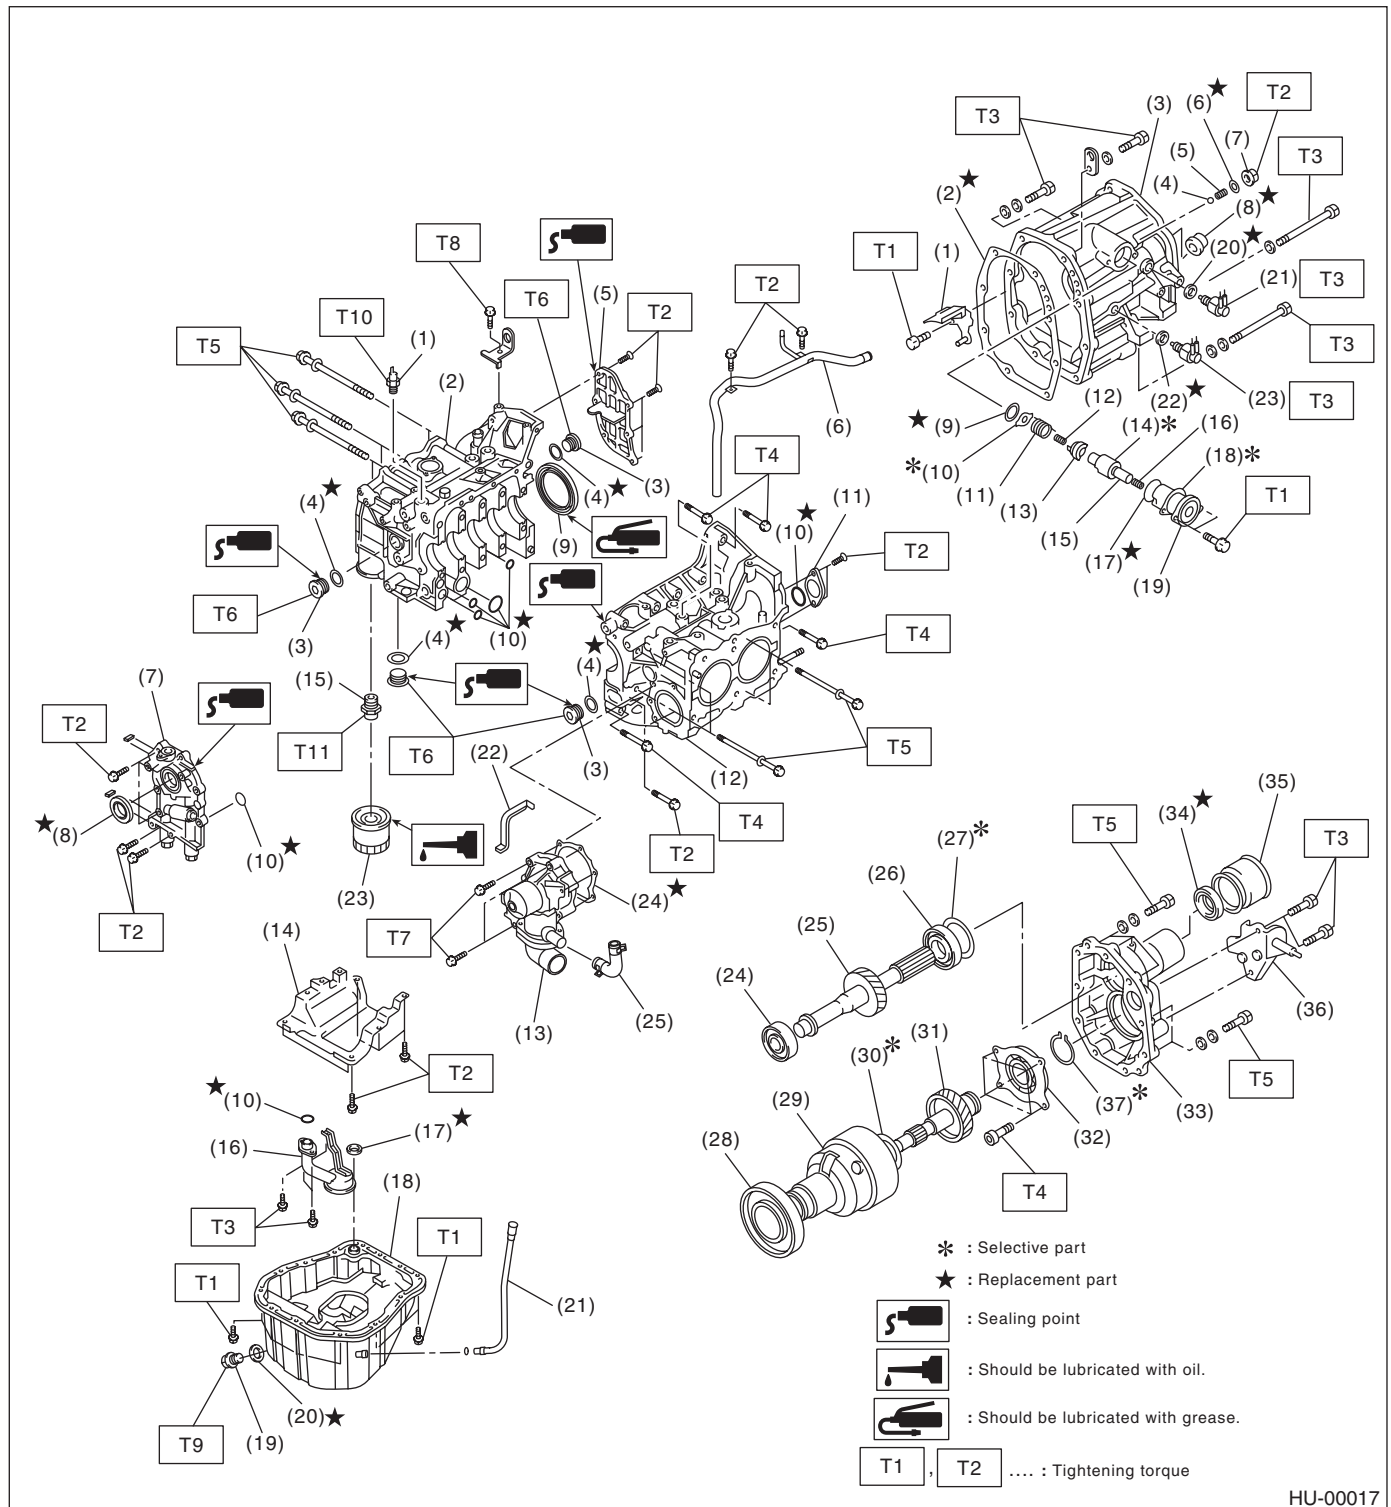 T3
(3)
(6)★
T2
(7)
T3
(5)
(4)
(2)★
(8)★
T8
T1
(1)
(20)★
(21)
T3
T6
(5)
T2
T2
T10
(1)
T5
(2)
(6)
(22)★
(23)
T3
T3
★(9)
(12)
(14)*
(16)
*(10)
(18)*
(11)
(13)
T1
(15)
(17)★
(19)
(4)★
(3)
T4
(4)★
(9)
(10)★
(11)
T2
T6
(3)
(10)★
T4
(4)★
★
(4)
(7)
(15)
T2
T11
T6
(3)
(12)
T5
(22)
T4
★(8)
(10)★
T2
(23)
T2
(24)★
T7
(14)
(13)
(25)
T2
★(10)
(17)★
(16)
(18)
T3
T1
T1
(21)
(20)★
(19)
T9
(35)
(34)★
T5
T3
(27)*
(26)
(25)
(24)
(36)
(31)
(30)*
T5
(37)*
(33)
(29)
(32)
(28)
T4
* : Selective part
★ : Replacement part
: Sealing point
: Should be lubricated with oil.
: Should be lubricated with grease.
T1 , T2 .... : Tightening torque
HU-00017